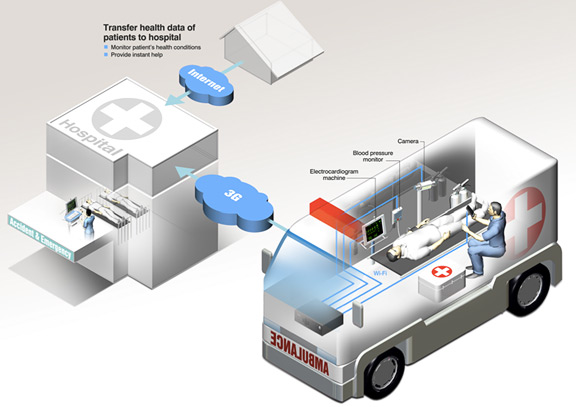 Transfer health data of
patients to hospital
Monitor patient's health conditions
Provide instant help
Internet
Hospital
Camera
Blood pressure
monitor
Electrocardiogram
machine
3G
Accident & Emergency
Wi-Fi
AMBULANCE